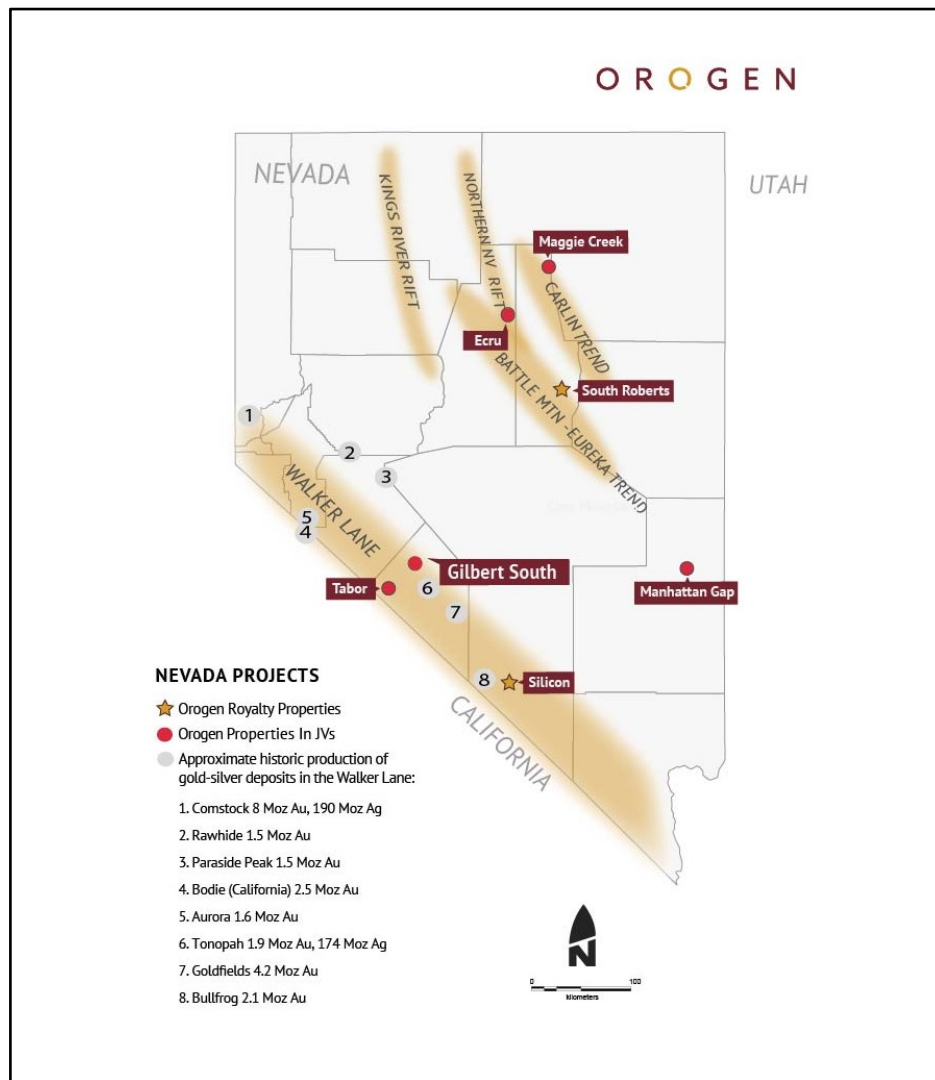 OROGEN
NEVADA
UTAH
KINGS RIVER RIFT
NORTHERN NV RIFT
Maggie Creek
CARLIN TREND
Ecru
South Roberts
BATTLE MTN -EUREKA TREND
1
2
3
WALKER LANE
5
4
Gilbert South
Tabor
6
7
Manhattan Gap
8
Silicon
CALIFORNIA
NEVADA PROJECTS
Orogen Royalty Properties
Orogen Properties In JVs
Approximate historic production of
gold-silver deposits in the Walker Lane:
1. Comstock 8 Moz Au, 190 Moz Ag
2. Rawhide 1.5 Moz Au
3. Paraside Peak 1.5 Moz Au
4. Bodie (California) 2.5 Moz Au
5. Aurora 1.6 Moz Au
6. Tonopah 1.9 Moz Au, 174 Moz Ag
7. Goldfields 4.2 Moz Au
8. Bullfrog 2.1 Moz Au
N
0 100
kilometers